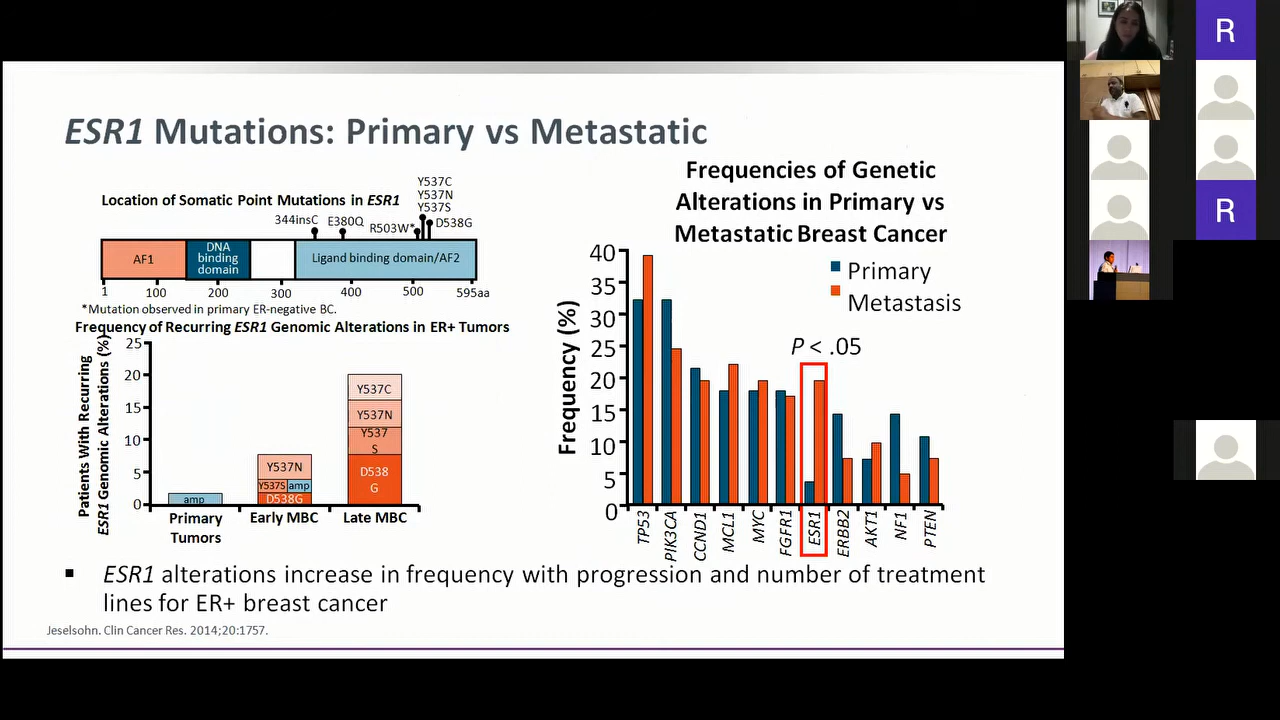 ESR1 Mutations: Primary vs Metastatic
Location of Somatic Point Mutations in ESR1
Y537C
Y537N
Y537S
344insC
E380Q
R503W*
D538G
AF1
DNA
binding
domain
Ligand binding domain/AF2
1
100
200
300
400
500
595aa
*Mutation observed in primary ER-negative BC.
Frequency of Recurring ESR1 Genomic Alterations in ER+ Tumors
Patients With Recurring
ESR1 Genomic Alterations (%)
25
20
15
10
5
0
amp
Y537N
Y537S
amp
D538G
Y537C
Y537N
Y537
S
D538
G
Primary
Tumors
Early MBC
Late MBC
Frequencies of Genetic
Alterations in Primary vs
Metastatic Breast Cancer
Frequency (%)
40
35
30
25
20
15
10
5
0
Primary
Metastasis
P < .05
TP53
PIK3CA
CCND1
MCL1
MYC
FGFR1
ESR1
ERBB2
AKT1
NF1
PTEN
▪ ESR1 alterations increase in frequency with progression and number of treatment
lines for ER+ breast cancer
Jeselsohn. Clin Cancer Res. 2014;20:1757.
R
R